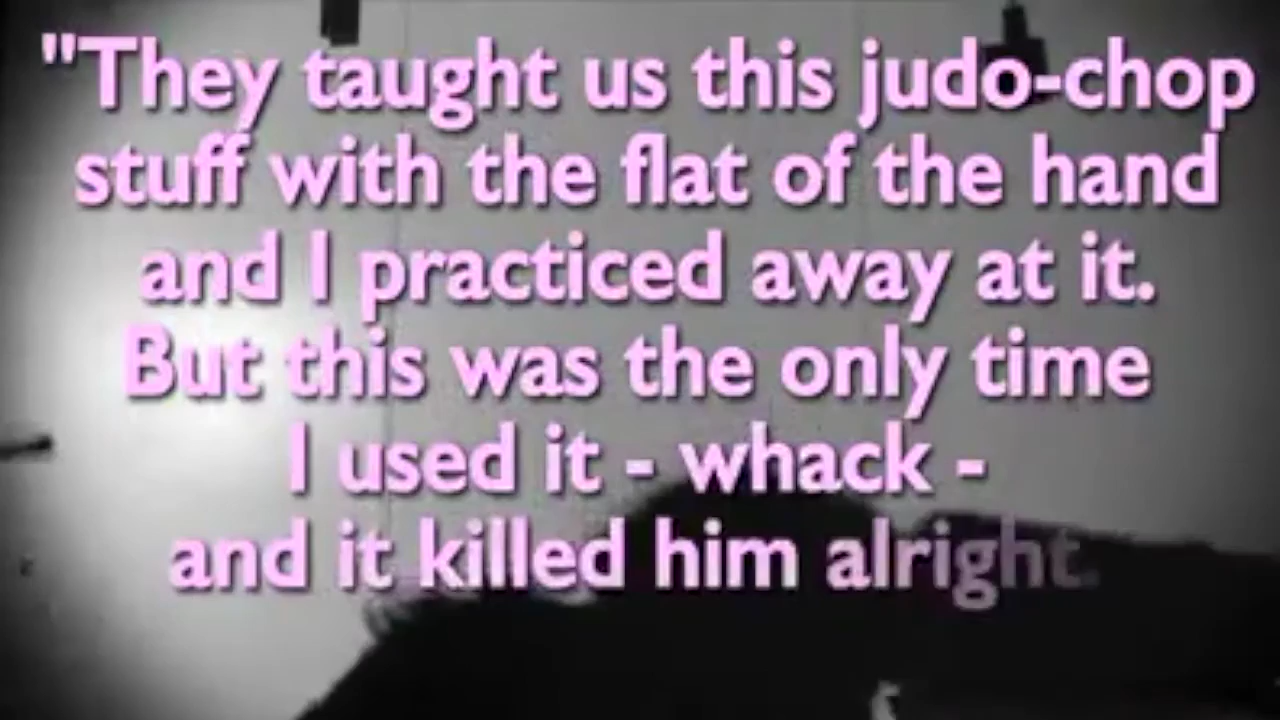 "They taught us this judo-chop
stuff with the flat of the hand
and I practiced away at it.
But this was the only time
I used it - whack -
and it killed him alright.